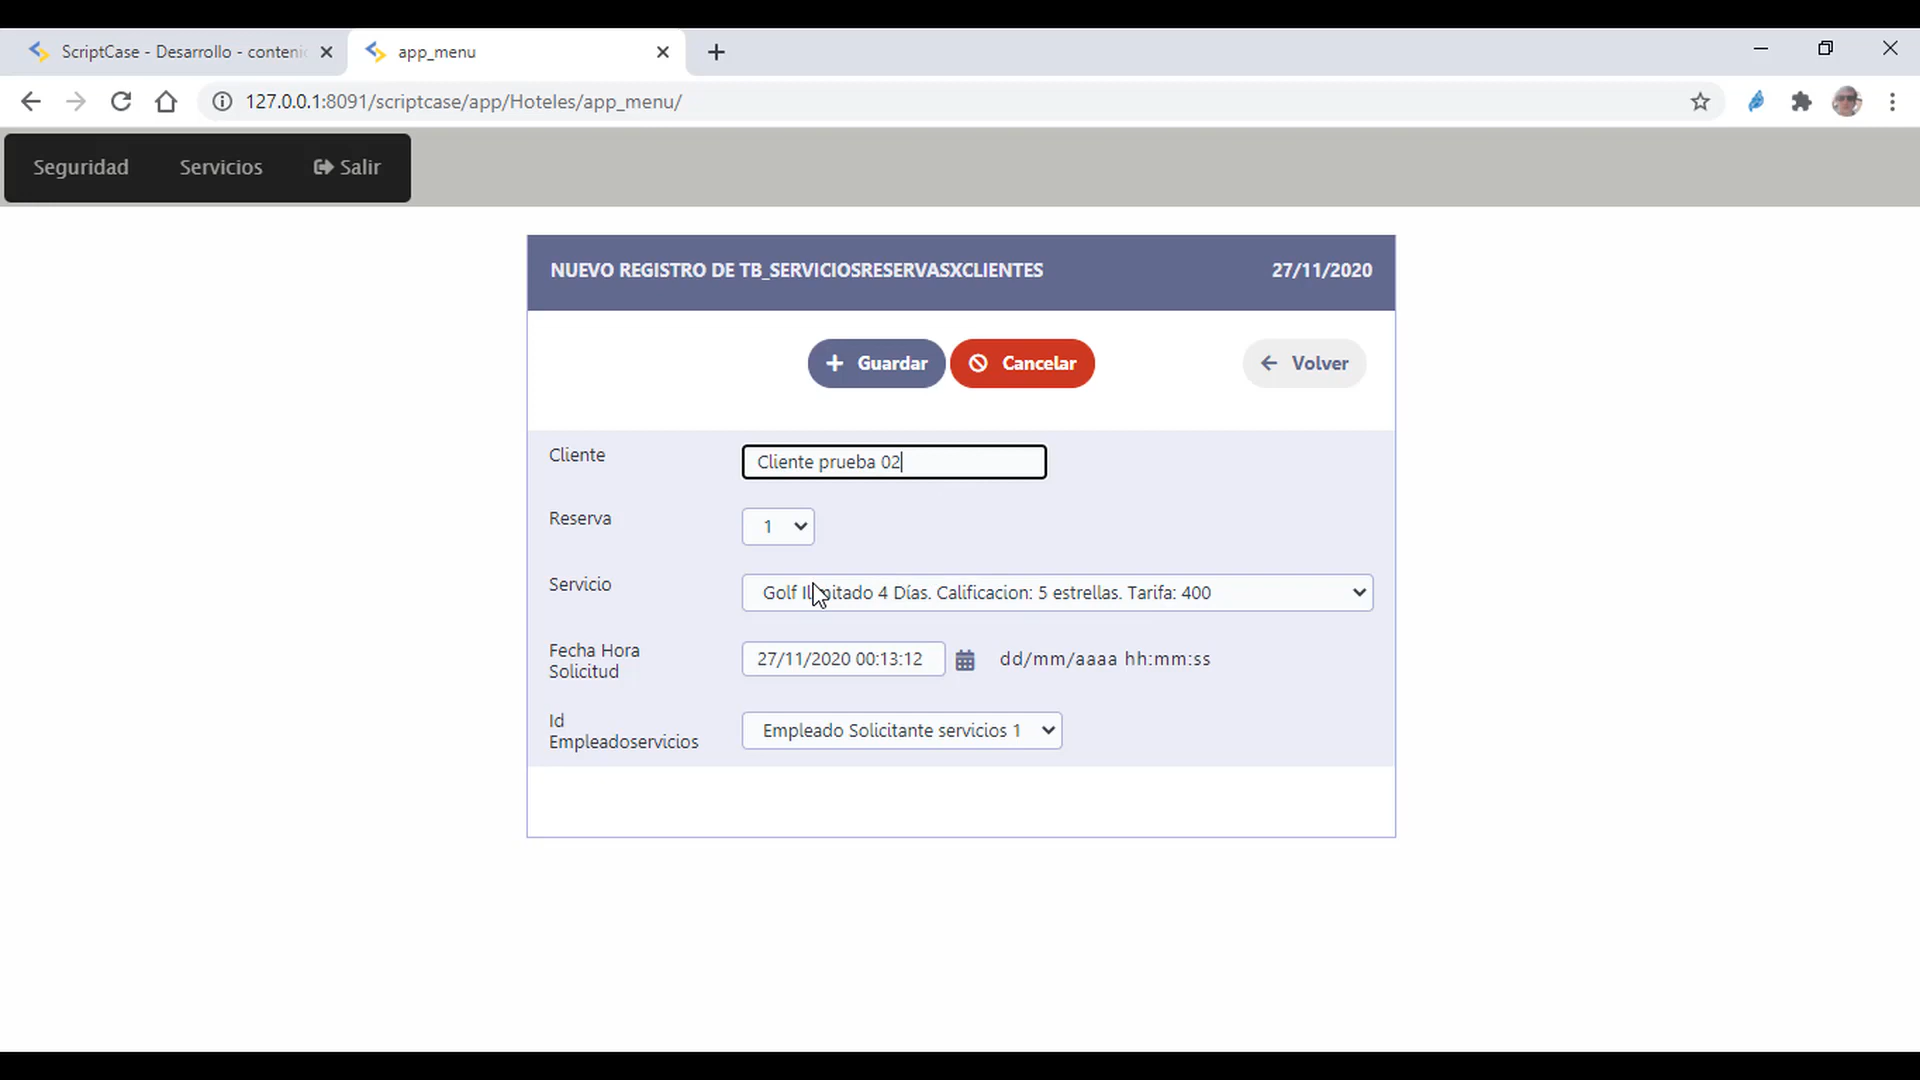 ScriptCase - Desarrollo - conteni
app_menu
127.0.0.1:8091/scriptcase/app/Hoteles/app_menu/
Seguridad
Servicios
Salir
NUEVO REGISTRO DE TB_SERVICIOSRESERVASXCLIENTES
27/11/2020
Guardar
Cancelar
Volver
Cliente
Cliente prueba 02
Reserva
1
Servicio
Golf Ilimitado 4 Días. Calificacion: 5 estrellas. Tarifa: 400
Fecha Hora
Solicitud
27/11/2020 00:13:12
dd/mm/aaaa hh:mm:ss
Id
Empleadoservicios
Empleado Solicitante servicios 1